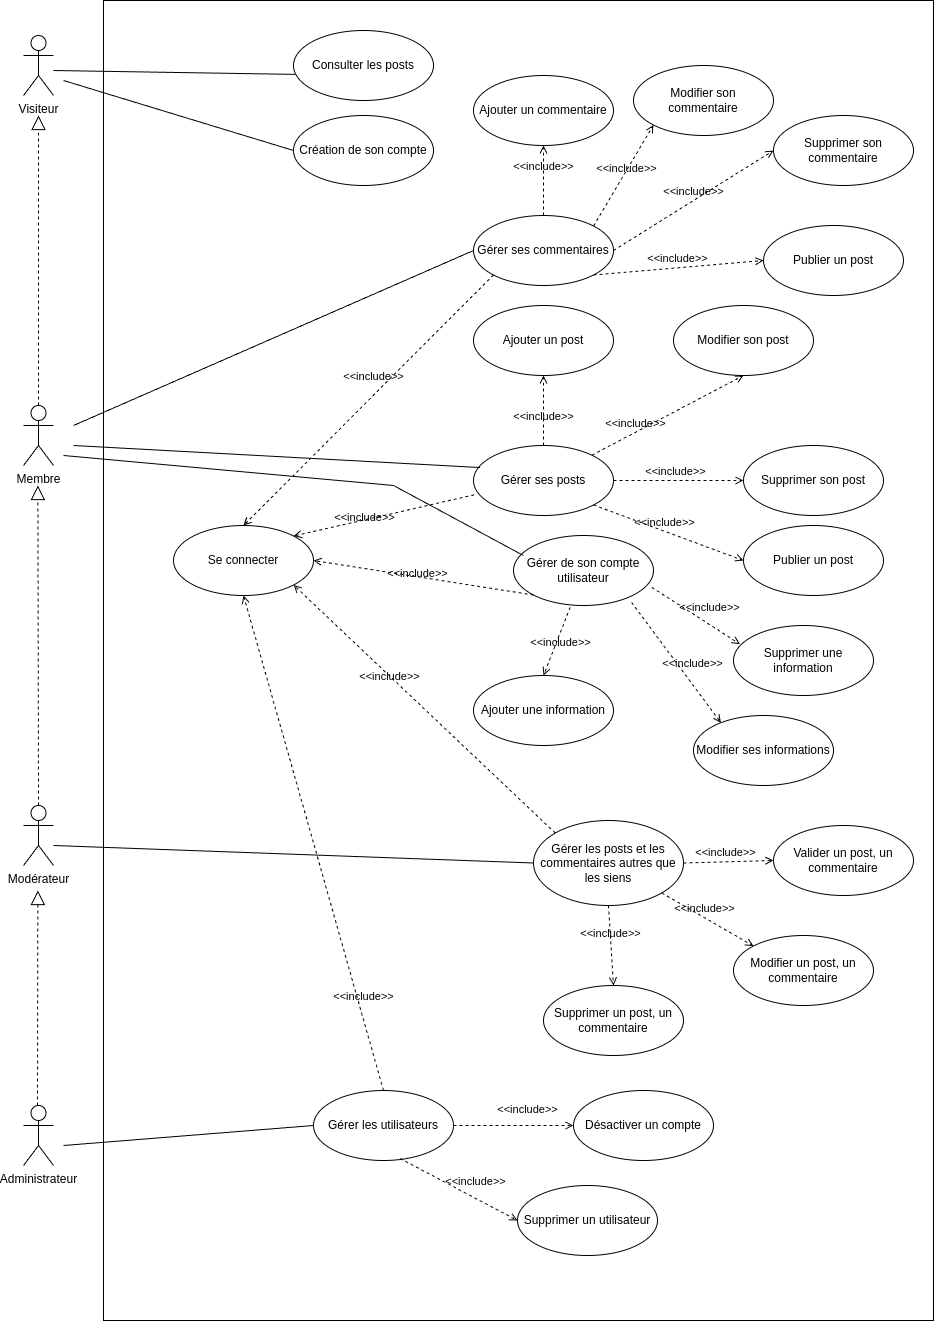 Visiteur
Consulter les posts
Création de son compte
Ajouter un commentaire
Modifier son
commentaire
Supprimer son
commentaire
<<include>>
<<include>>
<<include>>
Gérer ses commentaires
<<include>>
Publier un post
Ajouter un post
Modifier son post
<<include>>
<<include>>
<<include>>
Membre
Gérer ses posts
<<include>>
Supprimer son post
<<include>>
<<include>>
Publier un post
Se connecter
Gérer de son compte
utilisateur
<<include>>
<<include>>
<<include>>
<<include>>
Supprimer une
information
<<include>>
Ajouter une information
Modifier ses informations
Modérateur
Gérer les posts et les
commentaires autres que
les siens
<<include>>
Valider un post, un
commentaire
<<include>>
<<include>>
Modifier un post, un
commentaire
Supprimer un post, un
commentaire
<<include>>
Administrateur
Gérer les utilisateurs
<<include>>
Désactiver un compte
<<include>>
Supprimer un utilisateur